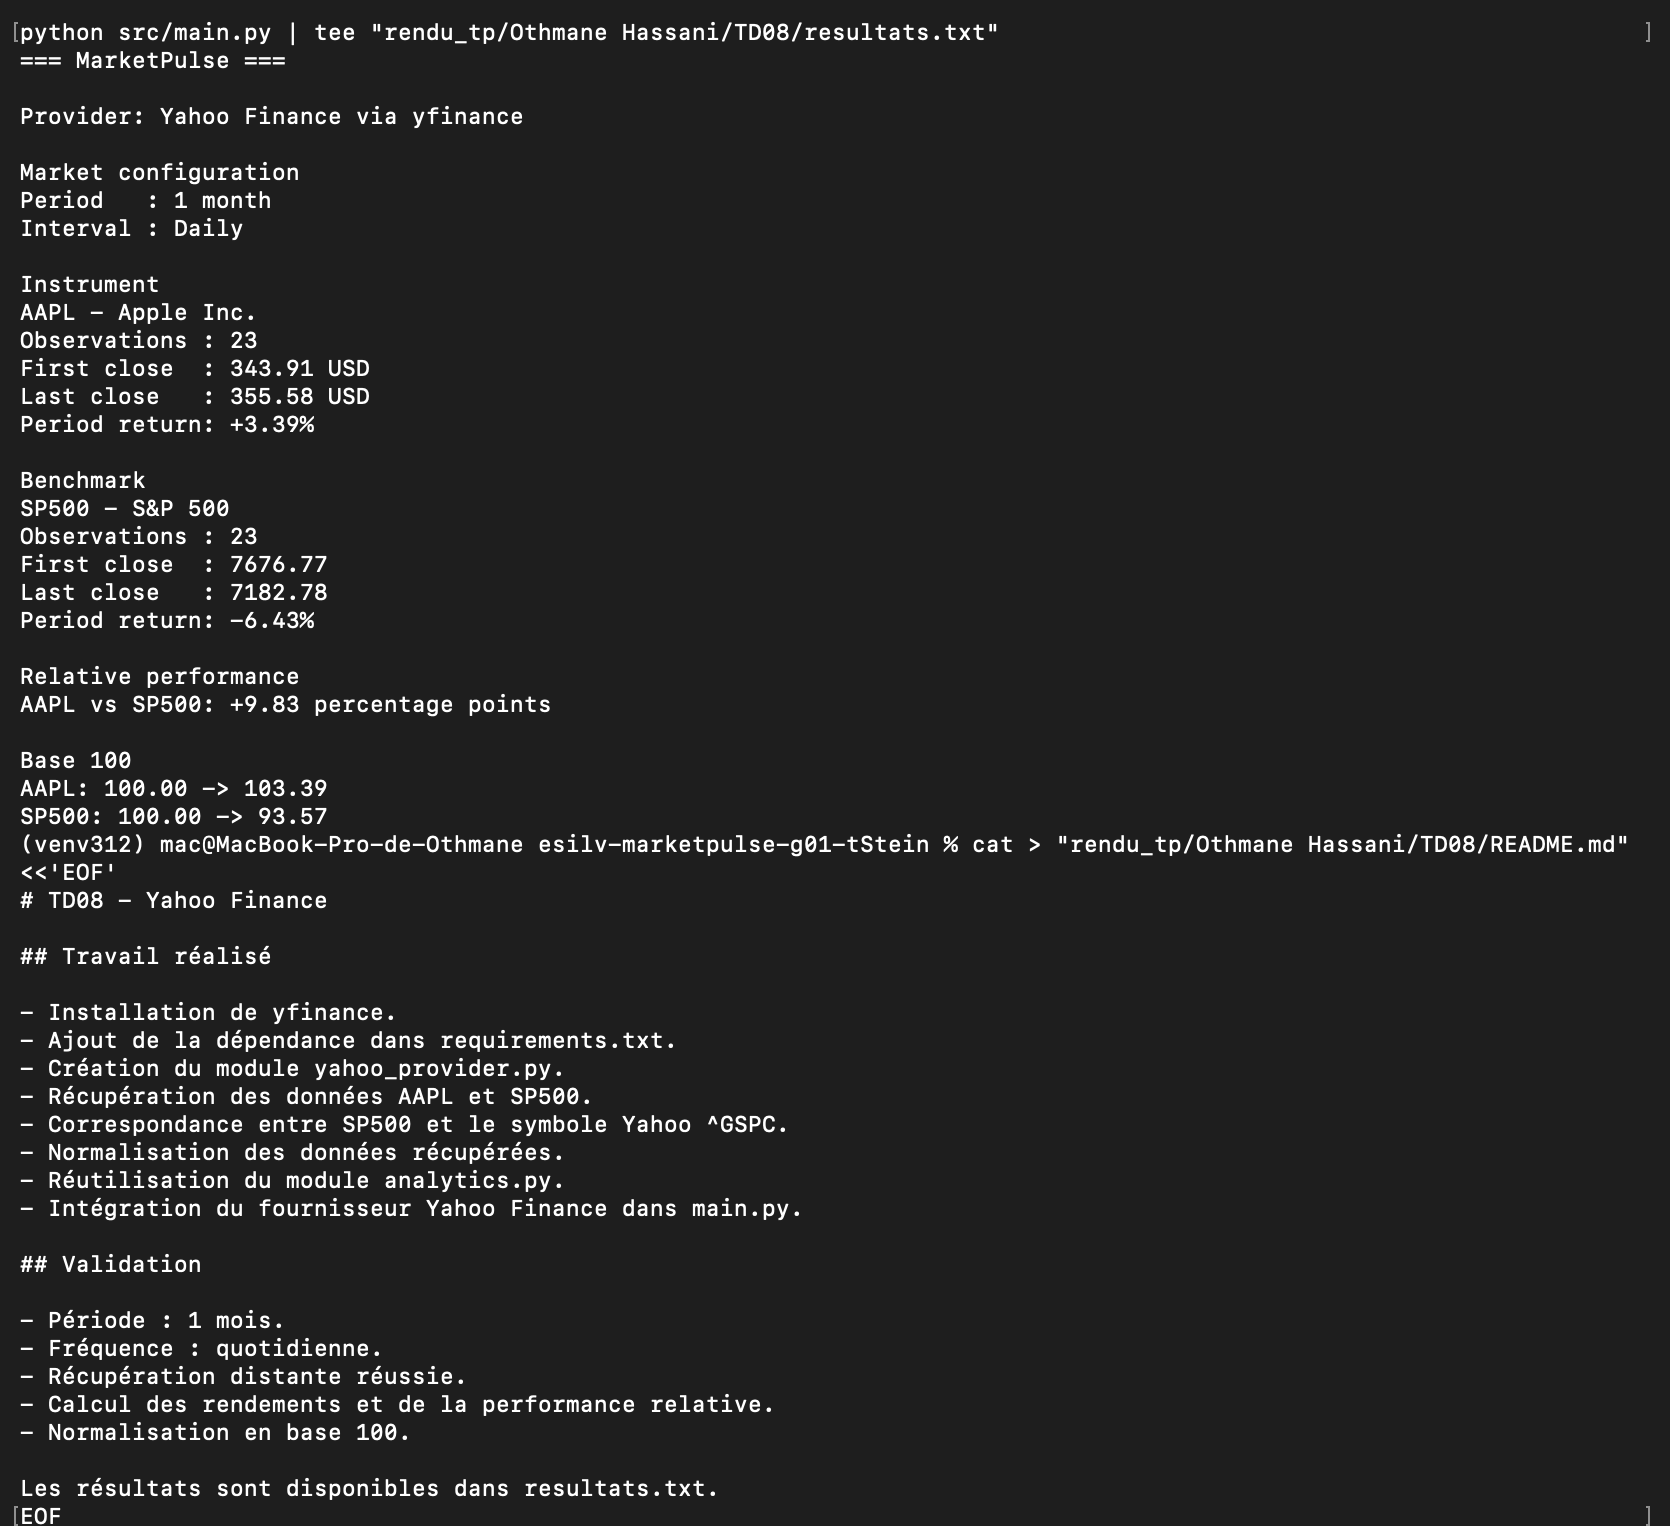 [python src/main.py | tee "rendu_tp/Othmane Hassani/TD08/resultats.txt" ]
=== MarketPulse ===
Provider: Yahoo Finance via yfinance
Market configuration
Period   : 1 month
Interval : Daily
Instrument
AAPL - Apple Inc.
Observations : 23
First close  : 343.91 USD
Last close   : 355.58 USD
Period return: +3.39%
Benchmark
SP500 - S&P 500
Observations : 23
First close  : 7676.77
Last close   : 7182.78
Period return: -6.43%
Relative performance
AAPL vs SP500: +9.83 percentage points
Base 100
AAPL: 100.00 -> 103.39
SP500: 100.00 -> 93.57
(venv312) mac@MacBook-Pro-de-Othmane esilv-marketpulse-g01-tStein % cat > "rendu_tp/Othmane Hassani/TD08/README.md"
<<'EOF'
# TD08 - Yahoo Finance
## Travail réalisé
- Installation de yfinance.
- Ajout de la dépendance dans requirements.txt.
- Création du module yahoo_provider.py.
- Récupération des données AAPL et SP500.
- Correspondance entre SP500 et le symbole Yahoo ^GSPC.
- Normalisation des données récupérées.
- Réutilisation du module analytics.py.
- Intégration du fournisseur Yahoo Finance dans main.py.
## Validation
- Période : 1 mois.
- Fréquence : quotidienne.
- Récupération distante réussie.
- Calcul des rendements et de la performance relative.
- Normalisation en base 100.
Les résultats sont disponibles dans resultats.txt.
[EOF ]